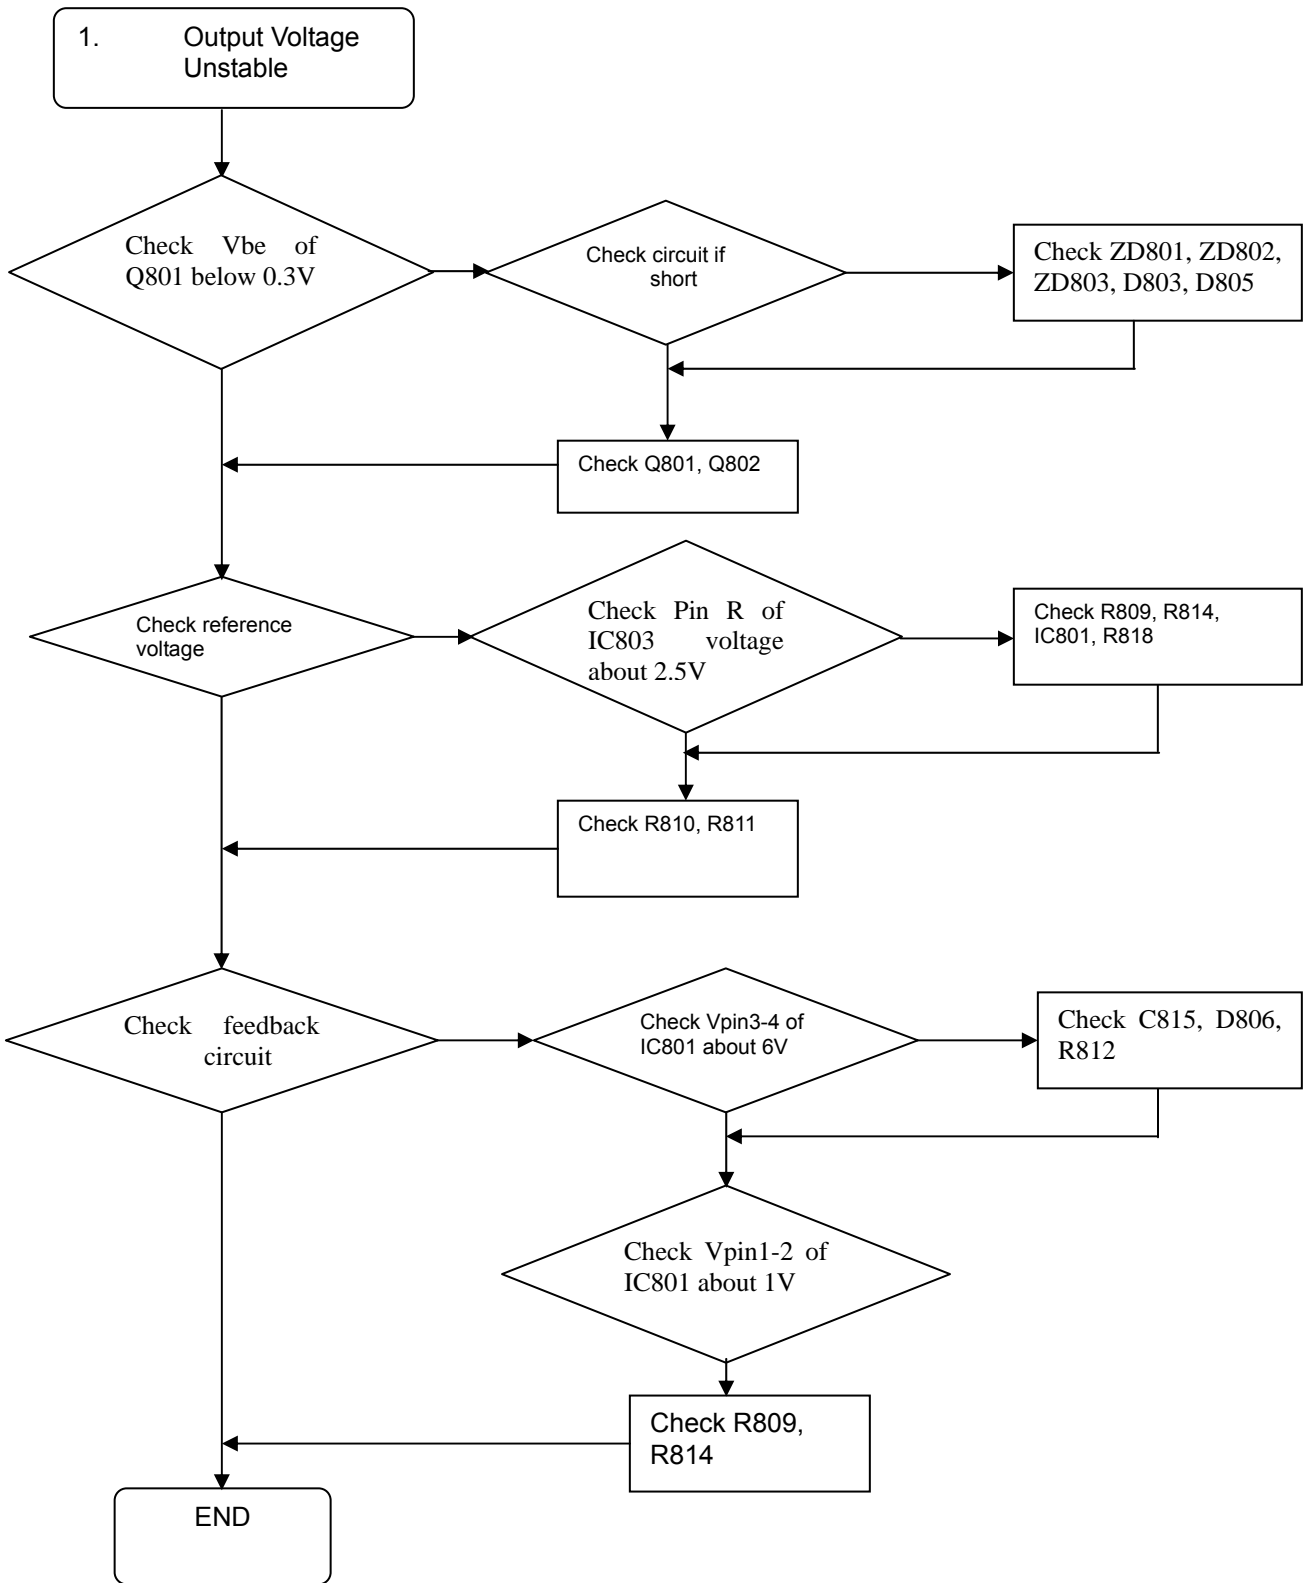 1. Output Voltage
Unstable
Check Vbe of
Q801 below 0.3V
Check circuit if
short
Check ZD801, ZD802,
ZD803, D803, D805
Check Q801, Q802
Check reference
voltage
Check Pin R of
IC803 voltage
about 2.5V
Check R809, R814,
IC801, R818
Check R810, R811
Check feedback
circuit
Check Vpin3-4 of
IC801 about 6V
Check C815, D806,
R812
Check Vpin1-2 of
IC801 about 1V
Check R809,
R814
END